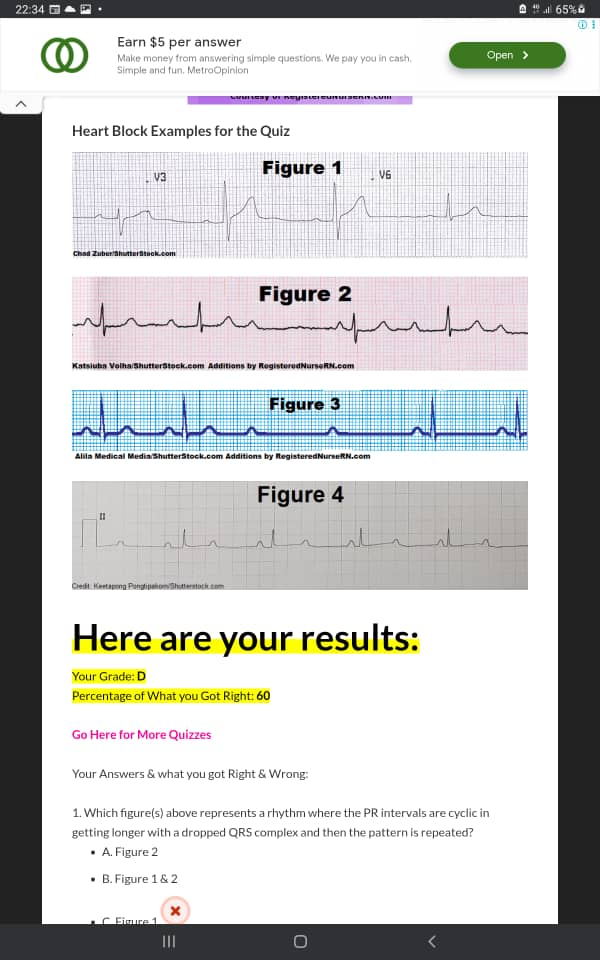 22:34
65%
Earn $5 per answer
Make money from answering simple questions. We pay you in cash.
Simple and fun. MetroOpinion
Open
Courtesy of RegisteredNurseRN.com
Heart Block Examples for the Quiz
Figure 1
V3
V6
Chad Zuber/ShutterStock.com
Figure 2
Katsiuba Volha/ShutterStock.com Additions by RegisteredNurseRN.com
Figure 3
Alila Medical Media/ShutterStock.com Additions by RegisteredNurseRN.com
Figure 4
II
Credit: Keetapong Pongtipakorn/Shutterstock.com
Here are your results:
Your Grade: D
Percentage of What you Got Right: 60
Go Here for More Quizzes
Your Answers & what you got Right & Wrong:
1. Which figure(s) above represents a rhythm where the PR intervals are cyclic in
getting longer with a dropped QRS complex and then the pattern is repeated?
• A. Figure 2
• B. Figure 1 & 2
• C. Figure 1